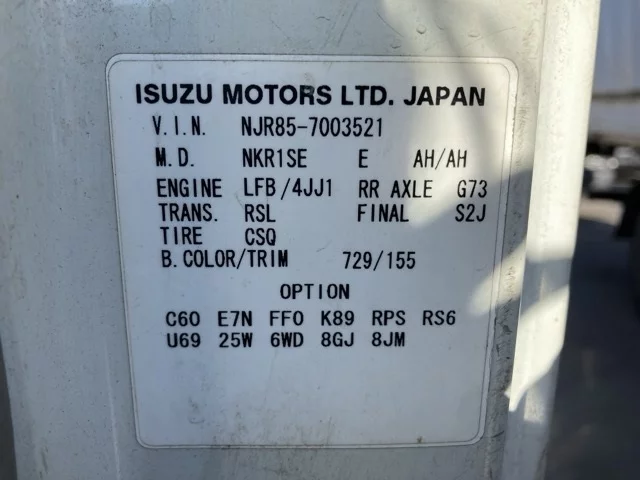 ISUZU MOTORS LTD. JAPAN
V.I.N. NJR85-7003521
M.D. NKR1SE E AH/AH
ENGINE LFB/4JJ1 RR AXLE G73
TRANS. RSL FINAL S2J
TIRE CSQ
B.COLOR/TRIM 729/155
OPTION
C60 E7N FF0 K89 RPS RS6
U69 25W 6WD 8GJ 8JM